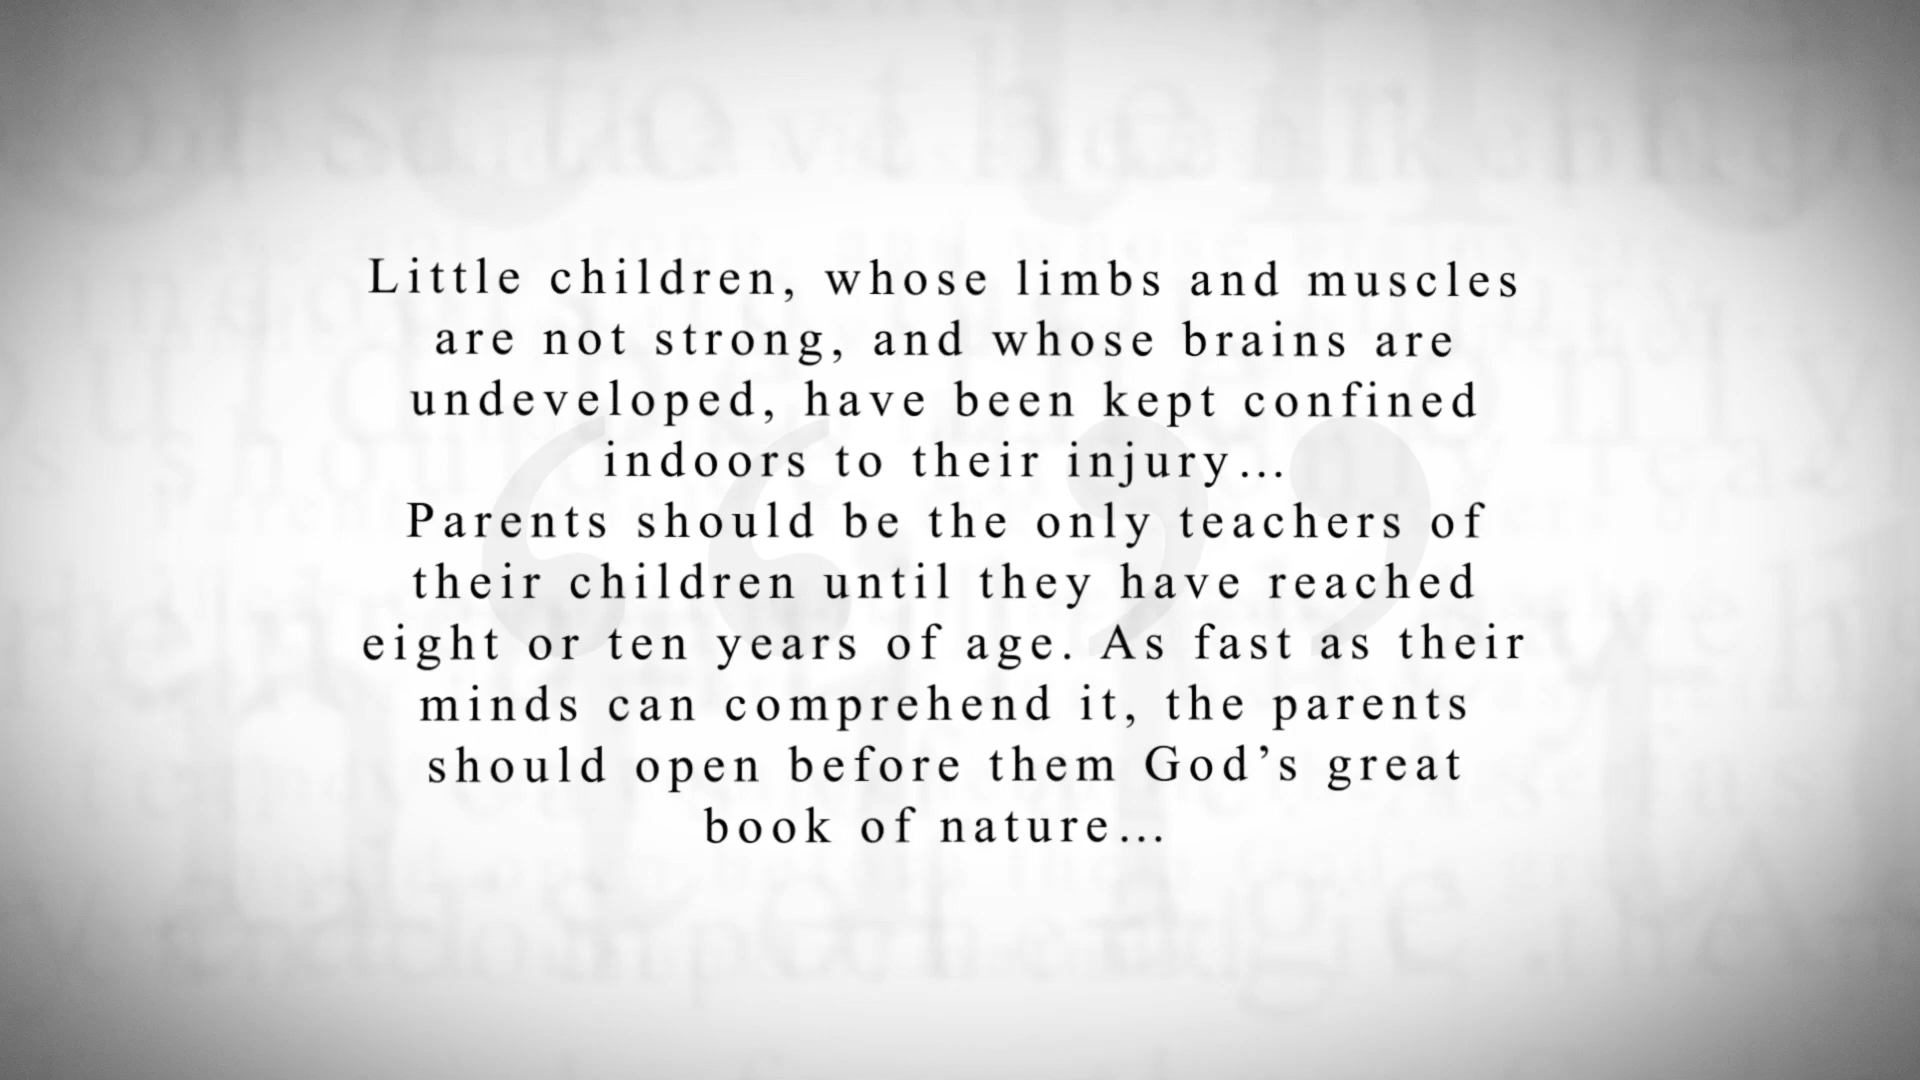 Little children, whose limbs and muscles
are not strong, and whose brains are
undeveloped, have been kept confined
indoors to their injury...
Parents should be the only teachers of
their children until they have reached
eight or ten years of age. As fast as their
minds can comprehend it, the parents
should open before them God’s great
book of nature...